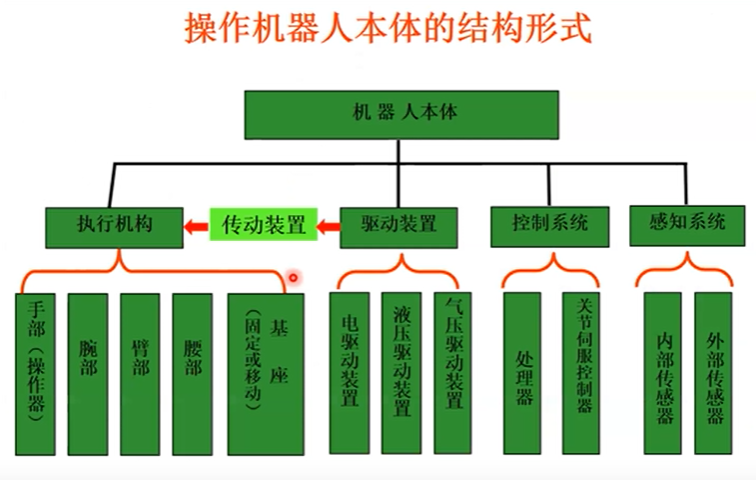 操作机器人本体的结构形式
机器人本体
执行机构
传动装置
驱动装置
控制系统
感知系统
手部（操作器）
腕部
臂部
腰部
基座
（固定或移动）
电驱动装置
液压驱动装置
气压驱动装置
处理器
关节伺服控制器
内部传感器
外部传感器